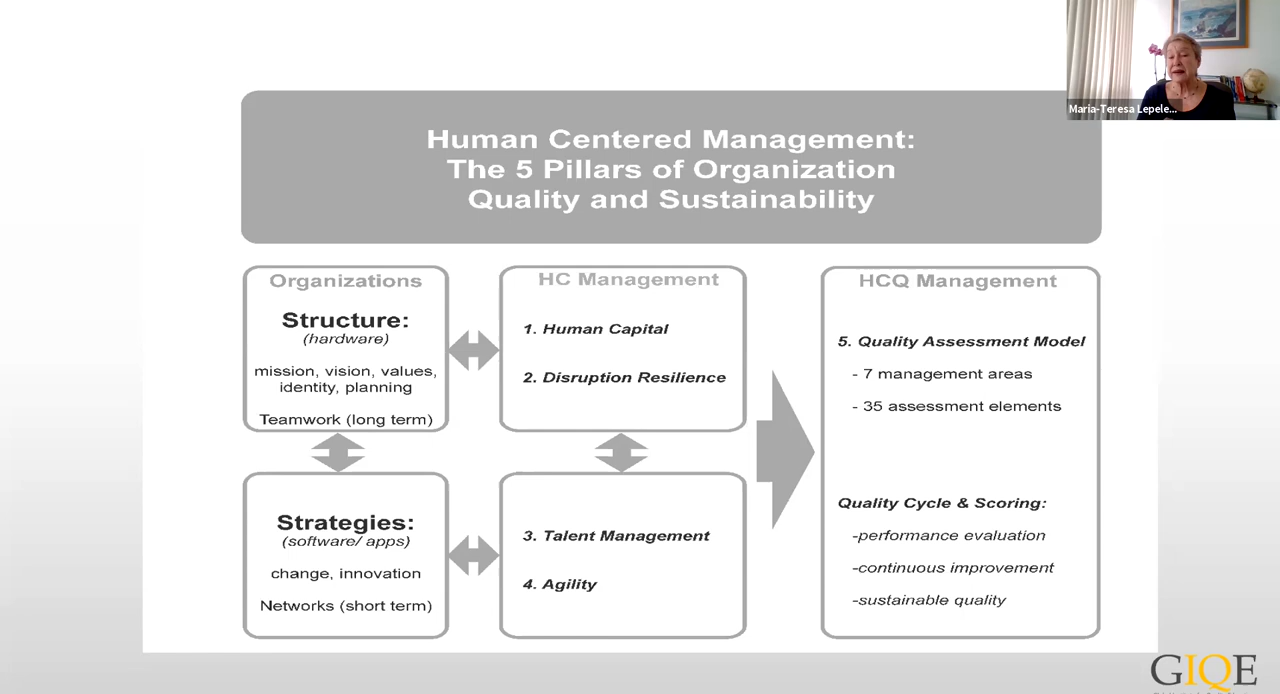 Maria-Teresa Lepele...
Human Centered Management:
The 5 Pillars of Organization
Quality and Sustainability
Organizations
Structure:
(hardware)
mission, vision, values,
identity, planning
Teamwork (long term)
HC Management
1. Human Capital
2. Disruption Resilience
HCQ Management
5. Quality Assessment Model
- 7 management areas
- 35 assessment elements
Quality Cycle & Scoring:
-performance evaluation
-continuous improvement
-sustainable quality
Strategies:
(software/ apps)
change, innovation
Networks (short term)
3. Talent Management
4. Agility
GIQE